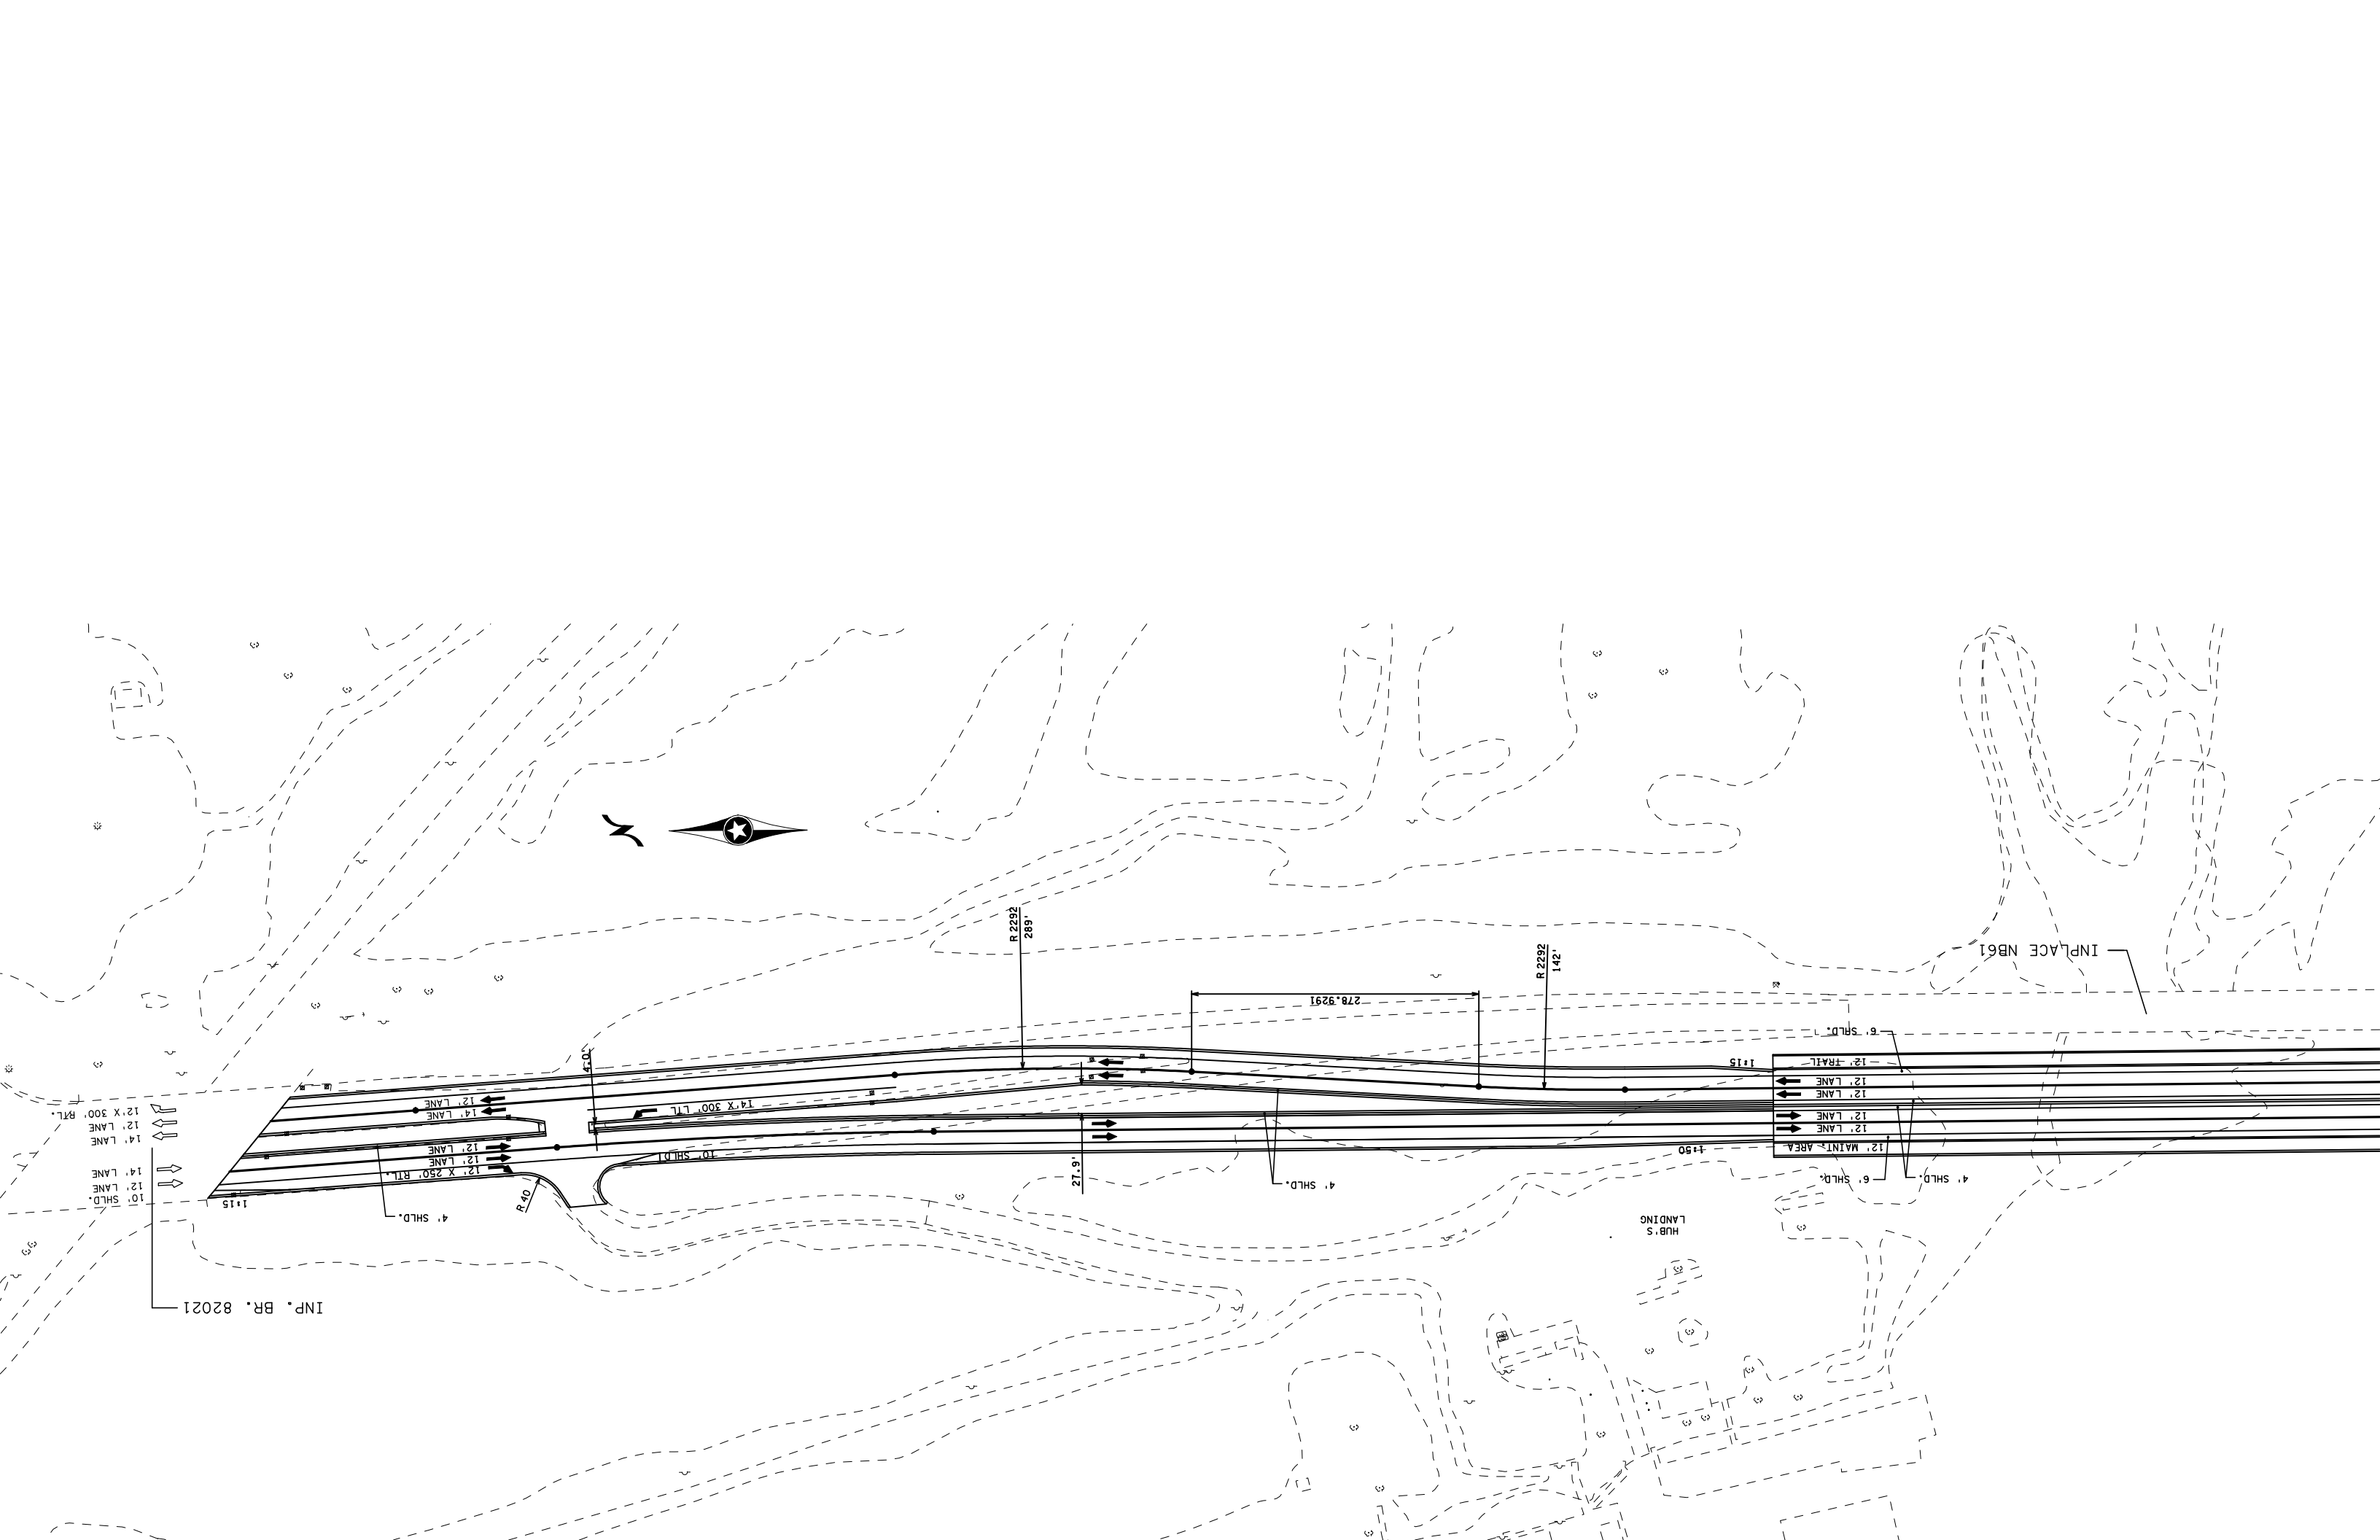 R 2292
289'
R 2292
142'
278.9291
INPLACE NB61
6' SHLD.
1:15
12' TRAIL
12' LANE
12' LANE
12' LANE
12' LANE
12' MAINT. AREA
1:50
6' SHLD.
4' SHLD.
4' SHLD.
27.9'
4.0'
14'X 300' LTL
10' SHLD
12' LANE
14' LANE
12' LANE
12' LANE
12' X 250' RTL.
R 40
4' SHLD.
1:15
12'X 300' RTL.
12' LANE
14' LANE
14' LANE
12' LANE
10' SHLD.
INP. BR. 82021
HUB'S
LANDING
N